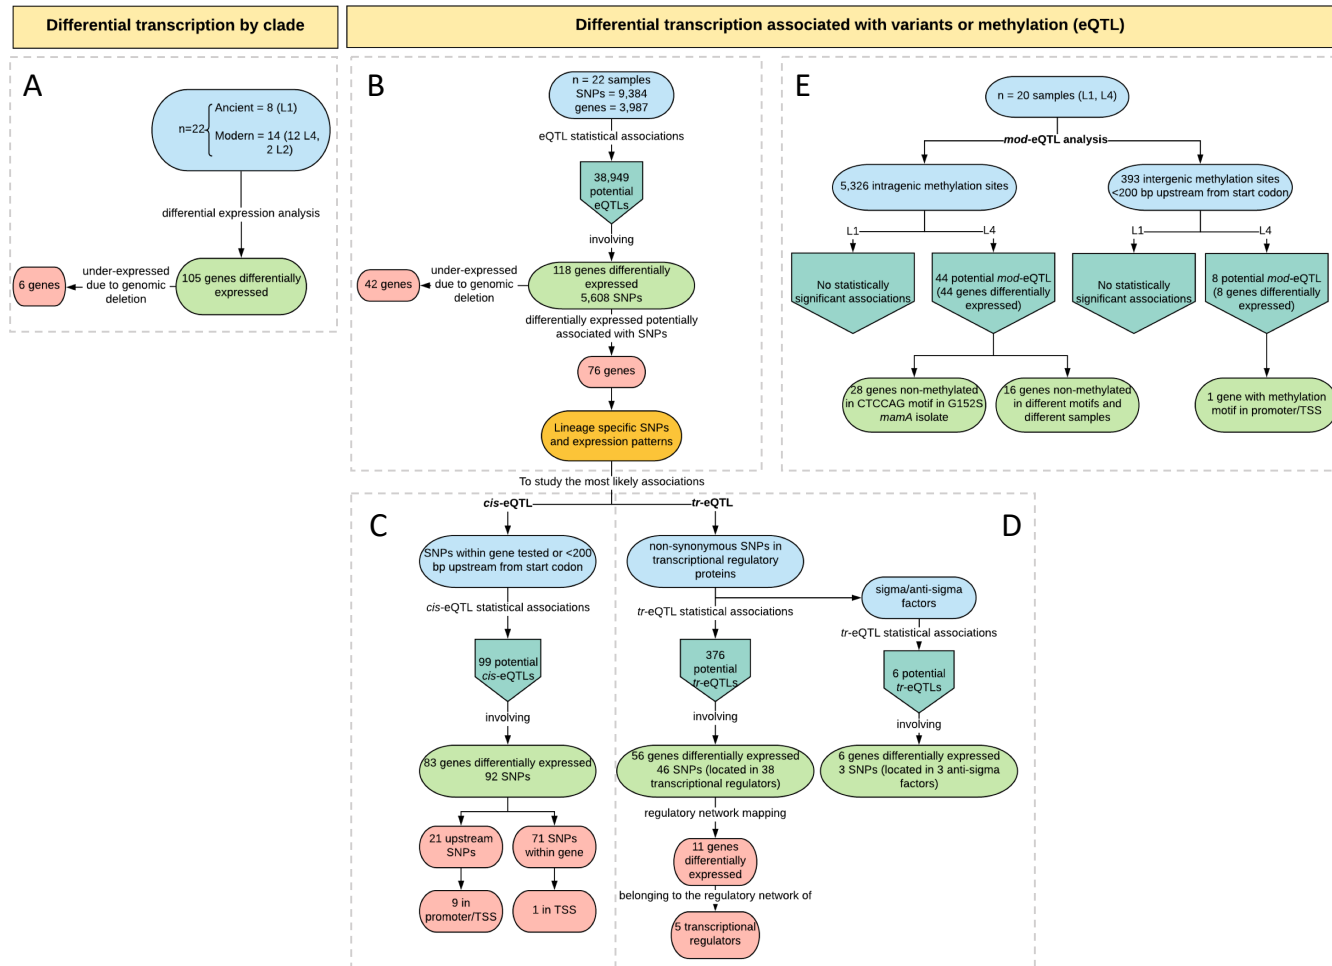 Differential transcription by clade
Differential transcription associated with variants or methylation (eQTL)
A
n=22
Ancient = 8 (L1)
Modern = 14 (12 L4,
2 L2)
differential expression analysis
105 genes differentially
expressed
under-expressed
due to genomic
deletion
6 genes
B
n = 22 samples
SNPs = 9,384
genes = 3,987
eQTL statistical associations
38,949
potential
eQTLs
involving
118 genes differentially
expressed
5,608 SNPs
under-expressed
due to genomic
deletion
42 genes
differentially expressed potentially
associated with SNPs
76 genes
Lineage specific SNPs
and expression patterns
To study the most likely associations
C
cis-eQTL
SNPs within gene tested or <200
bp upstream from start codon
cis-eQTL statistical associations
99 potential
cis-eQTLs
involving
83 genes differentially expressed
92 SNPs
21 upstream
SNPs
71 SNPs
within gene
9 in
promoter/TSS
1 in TSS
D
tr-eQTL
non-synonymous SNPs in
transcriptional regulatory
proteins
tr-eQTL statistical associations
376
potential
tr-eQTLs
involving
56 genes differentially expressed
46 SNPs (located in 38
transcriptional regulators)
regulatory network mapping
11 genes
differentially
expressed
belonging to the regulatory network of
5 transcriptional
regulators
sigma/anti-sigma
factors
tr-eQTL statistical associations
6 potential
tr-eQTLs
involving
6 genes differentially expressed
3 SNPs (located in 3 anti-sigma
factors)
E
n = 20 samples (L1, L4)
mod-eQTL analysis
5,326 intragenic methylation sites
393 intergenic methylation sites
<200 bp upstream from start codon
L1
L4
L1
L4
No statistically
significant associations
44 potential mod-eQTL
(44 genes differentially
expressed)
No statistically
significant associations
8 potential mod-eQTL
(8 genes differentially
expressed)
28 genes non-methylated
in CTCCAG motif in G152S
mamA isolate
16 genes non-methylated
in different motifs and
different samples
1 gene with methylation
motif in promoter/TSS